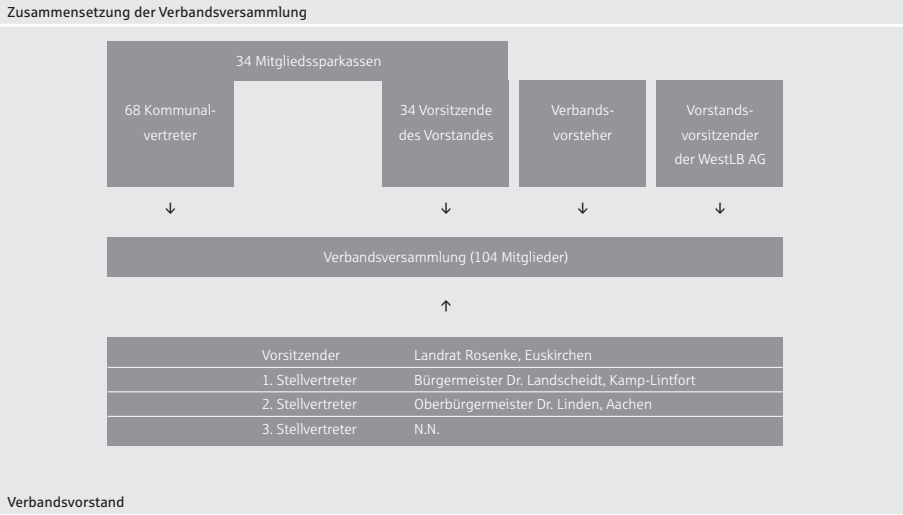 Zusammensetzung der Verbandsversammlung
34 Mitgliedssparkassen
68 Kommunal-
vertreter
34 Vorsitzende
des Vorstandes
Verbands-
vorsteher
Vorstands-
vorsitzender
der WestLB AG
Verbandsversammlung (104 Mitglieder)
Vorsitzender Landrat Rosenke, Euskirchen
1. Stellvertreter Bürgermeister Dr. Landscheidt, Kamp-Lintfort
2. Stellvertreter Oberbürgermeister Dr. Linden, Aachen
3. Stellvertreter N.N.
Verbandsvorstand